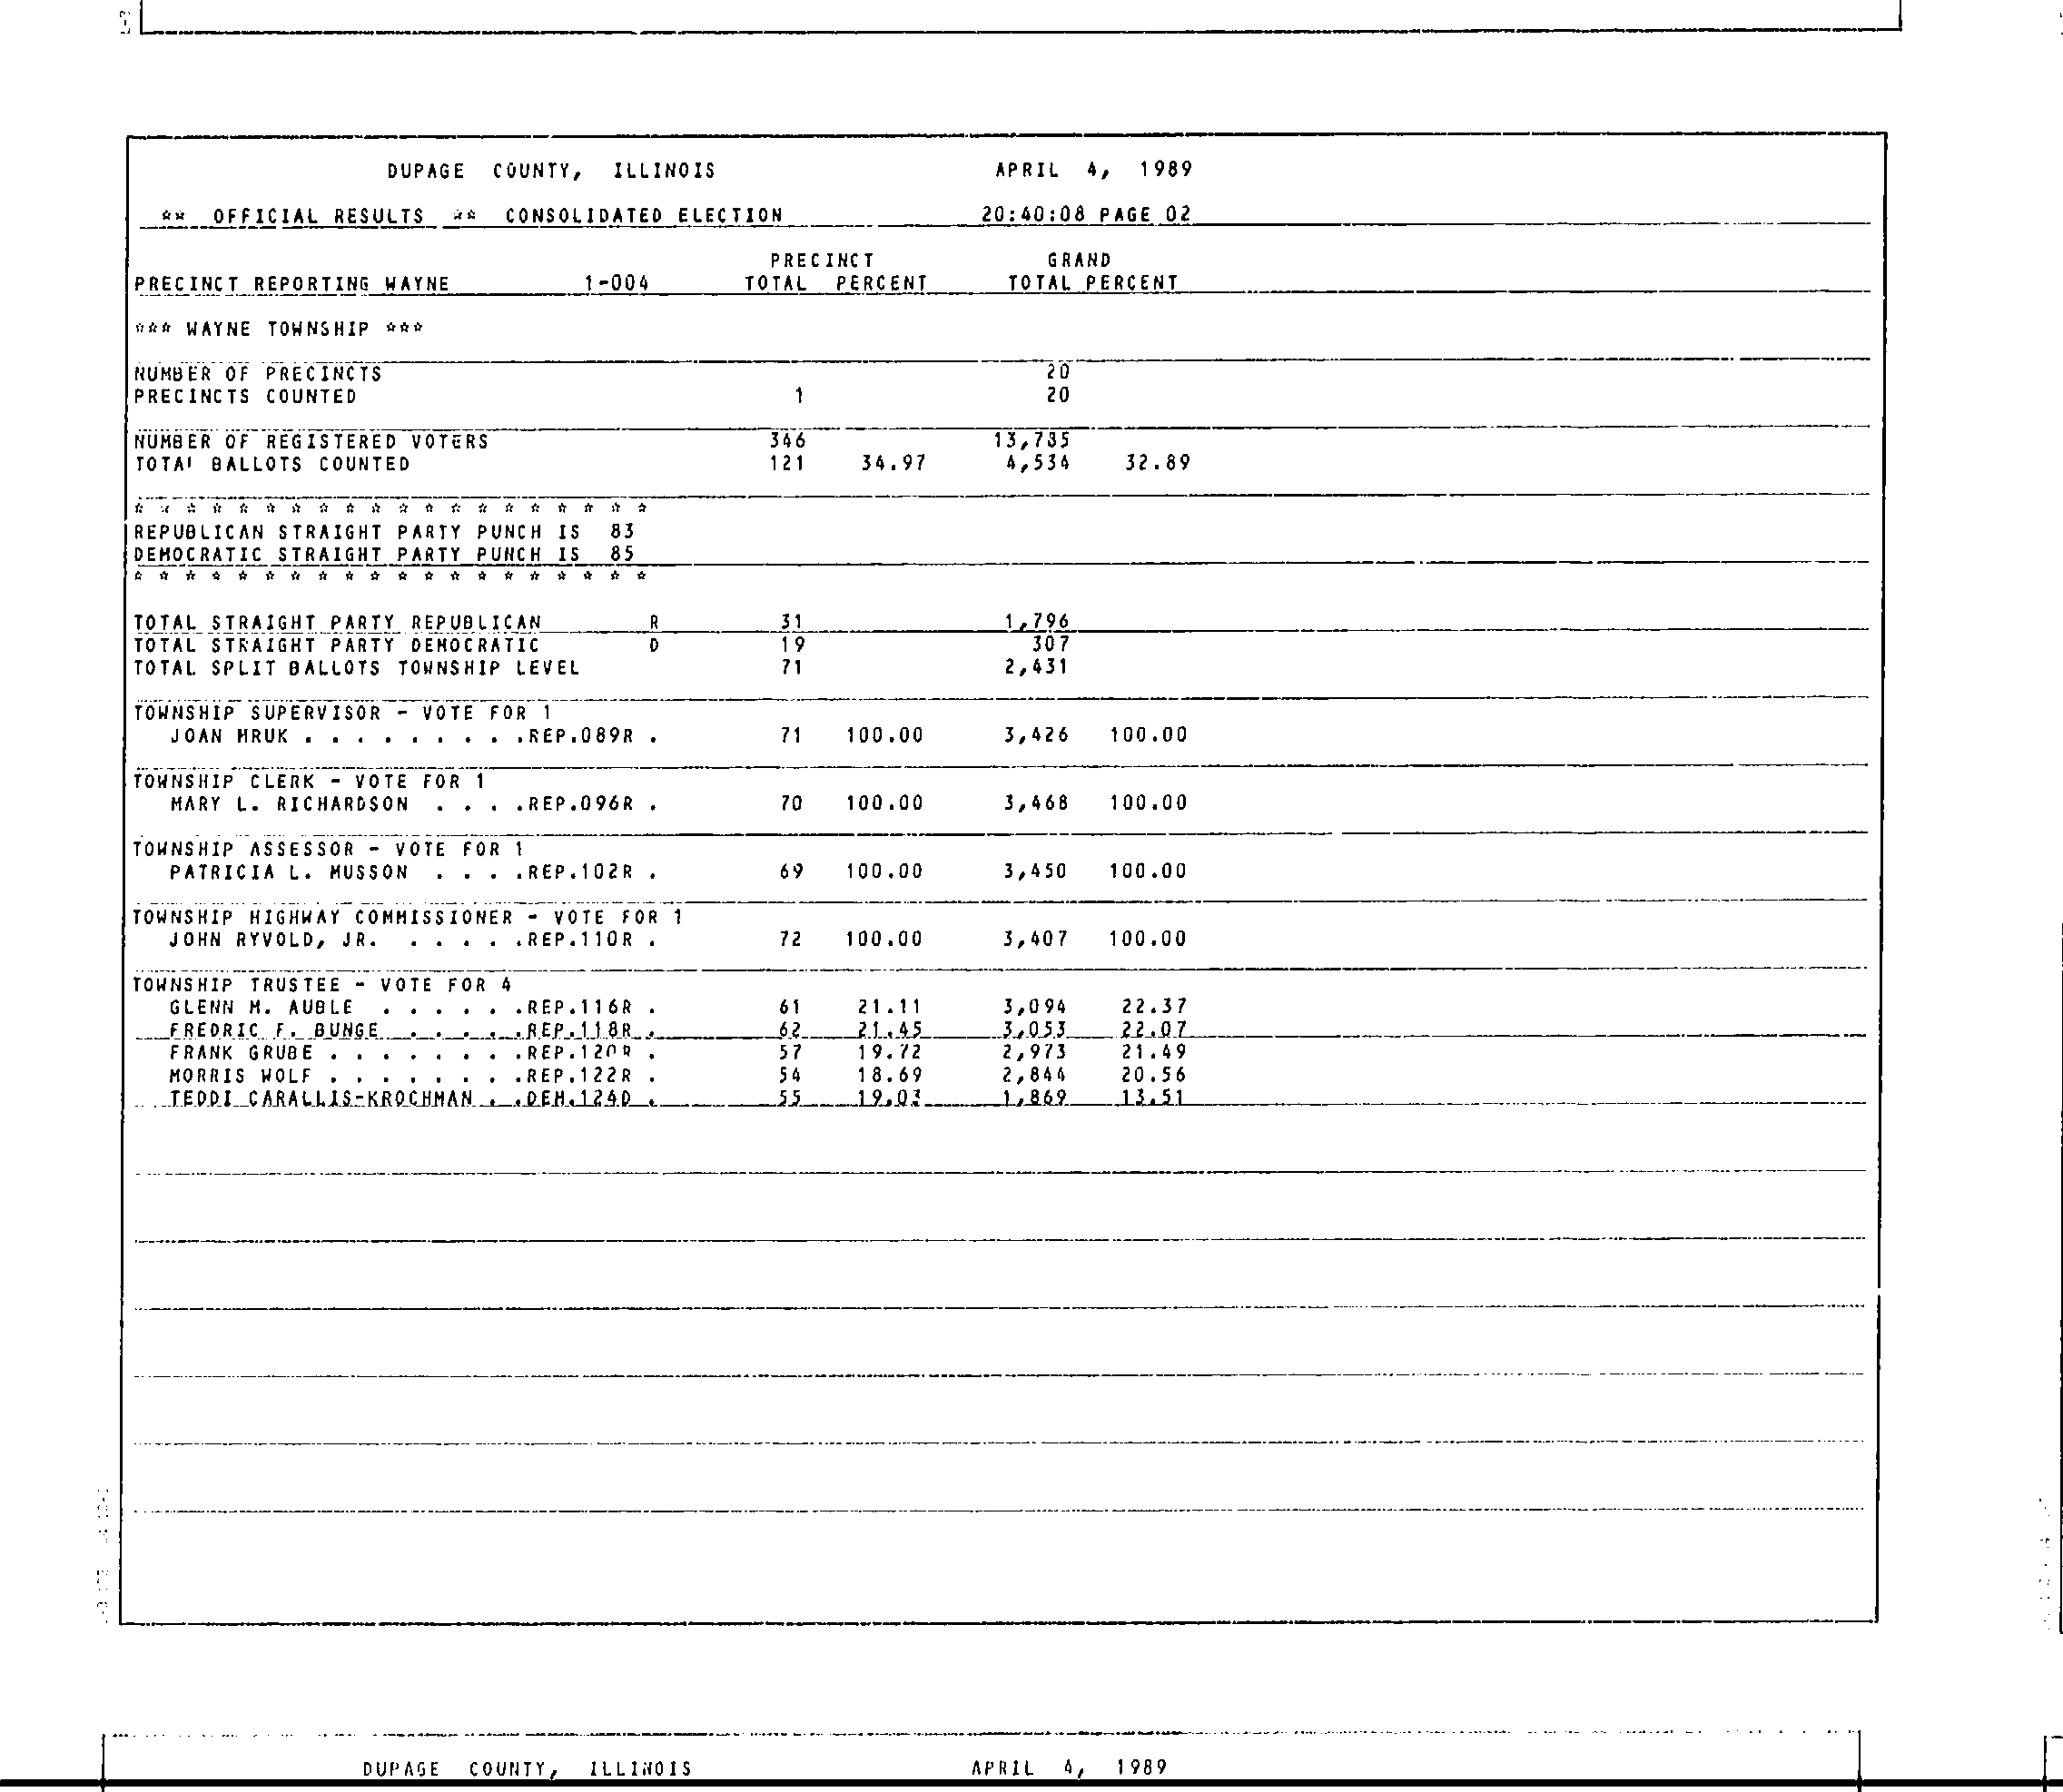 DUPAGE COUNTY, ILLINOIS APRIL 4, 1989
** OFFICIAL RESULTS ** CONSOLIDATED ELECTION 20:40:08 PAGE 02
PRECINCT GRAND
PRECINCT REPORTING WAYNE 1-004 TOTAL PERCENT TOTAL PERCENT
*** WAYNE TOWNSHIP ***
NUMBER OF PRECINCTS 20
PRECINCTS COUNTED 1 20
NUMBER OF REGISTERED VOTERS 346 13,785
TOTAL BALLOTS COUNTED 121 34.97 4,534 32.89
* * * * * * * * * * * * * * * * * * * *
REPUBLICAN STRAIGHT PARTY PUNCH IS 83
DEMOCRATIC STRAIGHT PARTY PUNCH IS 85
* * * * * * * * * * * * * * * * * * * *
TOTAL STRAIGHT PARTY REPUBLICAN R 31 1,796
TOTAL STRAIGHT PARTY DEMOCRATIC D 19 307
TOTAL SPLIT BALLOTS TOWNSHIP LEVEL 71 2,431
TOWNSHIP SUPERVISOR - VOTE FOR 1
JOAN MRUK . . . . . . . . .REP.089R . 71 100.00 3,426 100.00
TOWNSHIP CLERK - VOTE FOR 1
MARY L. RICHARDSON . . . .REP.096R . 70 100.00 3,468 100.00
TOWNSHIP ASSESSOR - VOTE FOR 1
PATRICIA L. MUSSON . . . .REP.102R . 69 100.00 3,450 100.00
TOWNSHIP HIGHWAY COMMISSIONER - VOTE FOR 1
JOHN RYVOLD, JR. . . . . .REP.110R . 72 100.00 3,407 100.00
TOWNSHIP TRUSTEE - VOTE FOR 4
GLENN M. AUBLE . . . . . .REP.116R . 61 21.11 3,094 22.37
FREDRIC F. BUNGE . . . . .REP.118R . 62 21.45 3,053 22.07
FRANK GRUBE . . . . . . . .REP.120R . 57 19.72 2,973 21.49
MORRIS WOLF . . . . . . . .REP.122R . 54 18.69 2,844 20.56
TEDDI CARALLIS-KROCHMAN . .DEM.124D . 55 19.03 1,869 13.51
DUPAGE COUNTY, ILLINOIS APRIL 4, 1989